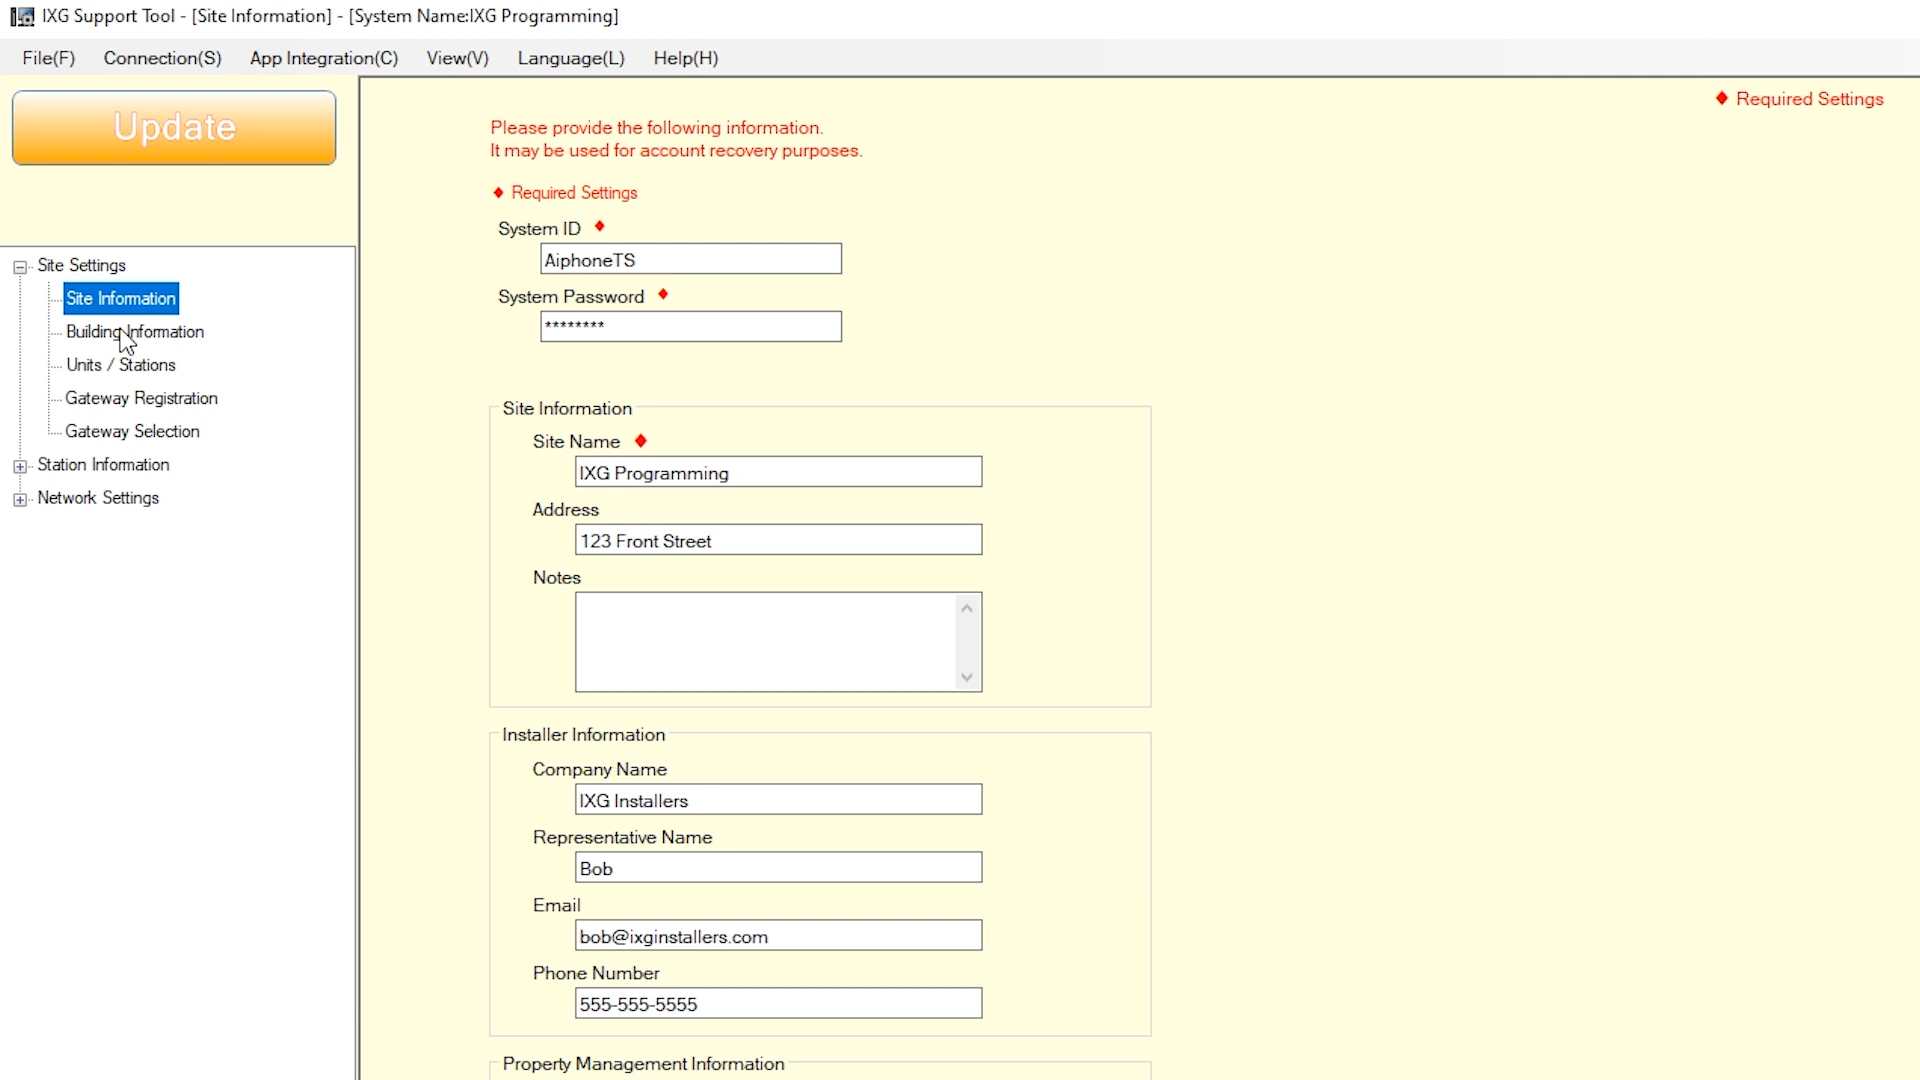 IXG Support Tool - [Site Information] - [System Name:IXG Programming]
File(F) Connection(S) App Integration(C) View(V) Language(L) Help(H)
Update
Site Settings
Site Information
Building Information
Units / Stations
Gateway Registration
Gateway Selection
Station Information
Network Settings
♦ Required Settings
Please provide the following information.
It may be used for account recovery purposes.
♦ Required Settings
System ID ♦
AiphoneTS
System Password ♦
********
Site Information
Site Name ♦
IXG Programming
Address
123 Front Street
Notes
Installer Information
Company Name
IXG Installers
Representative Name
Bob
Email
bob@ixginstallers.com
Phone Number
555-555-5555
Property Management Information